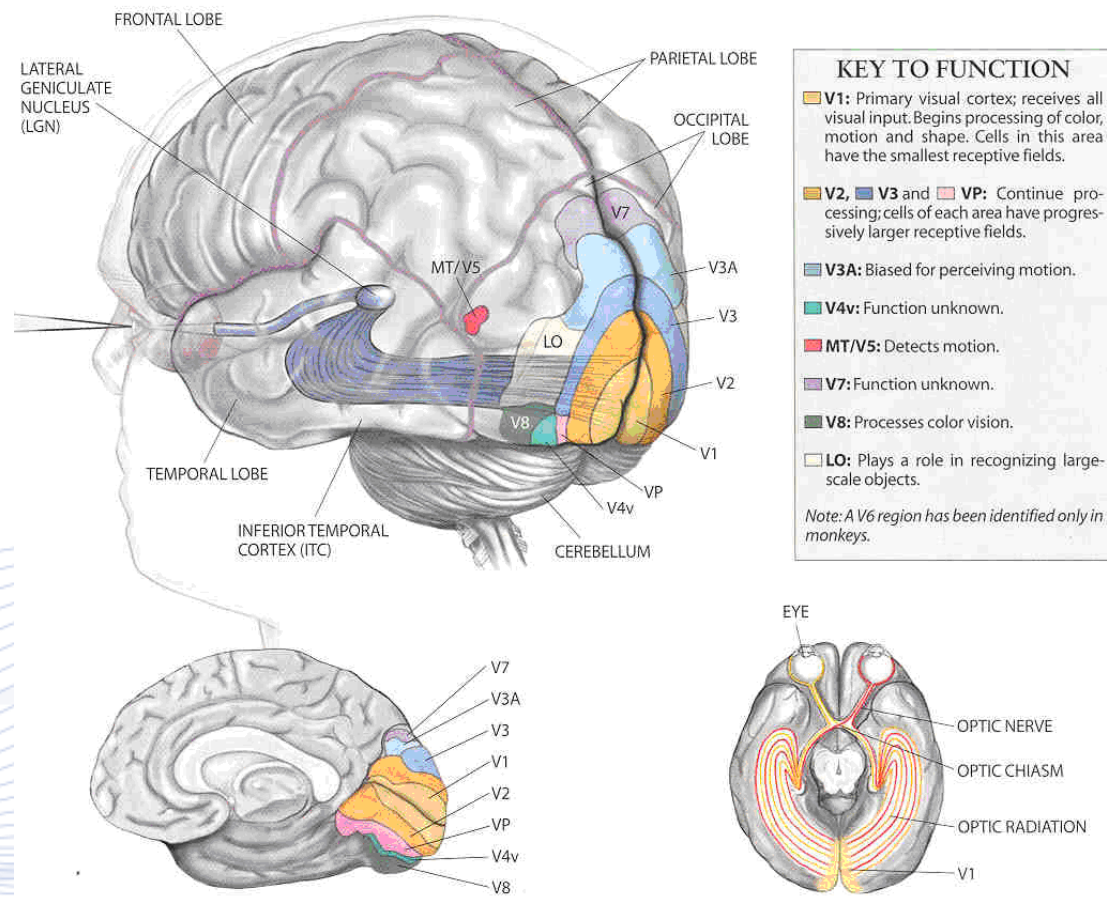 FRONTAL LOBE
LATERAL
GENICULATE
NUCLEUS
(LGN)
PARIETAL LOBE
OCCIPITAL
LOBE
V7
MT/V5
V3A
V3
LO
V2
V8
V1
VP
V4v
TEMPORAL LOBE
INFERIOR TEMPORAL
CORTEX (ITC)
CEREBELLUM
KEY TO FUNCTION
V1: Primary visual cortex; receives all
visual input. Begins processing of color,
motion and shape. Cells in this area
have the smallest receptive fields.
V2, V3 and VP: Continue pro-
cessing; cells of each area have progres-
sively larger receptive fields.
V3A: Biased for perceiving motion.
V4v: Function unknown.
MT/V5: Detects motion.
V7: Function unknown.
V8: Processes color vision.
LO: Plays a role in recognizing large-
scale objects.
Note: A V6 region has been identified only in
monkeys.
V7
V3A
V3
V1
V2
VP
V4v
V8
EYE
OPTIC NERVE
OPTIC CHIASM
OPTIC RADIATION
V1